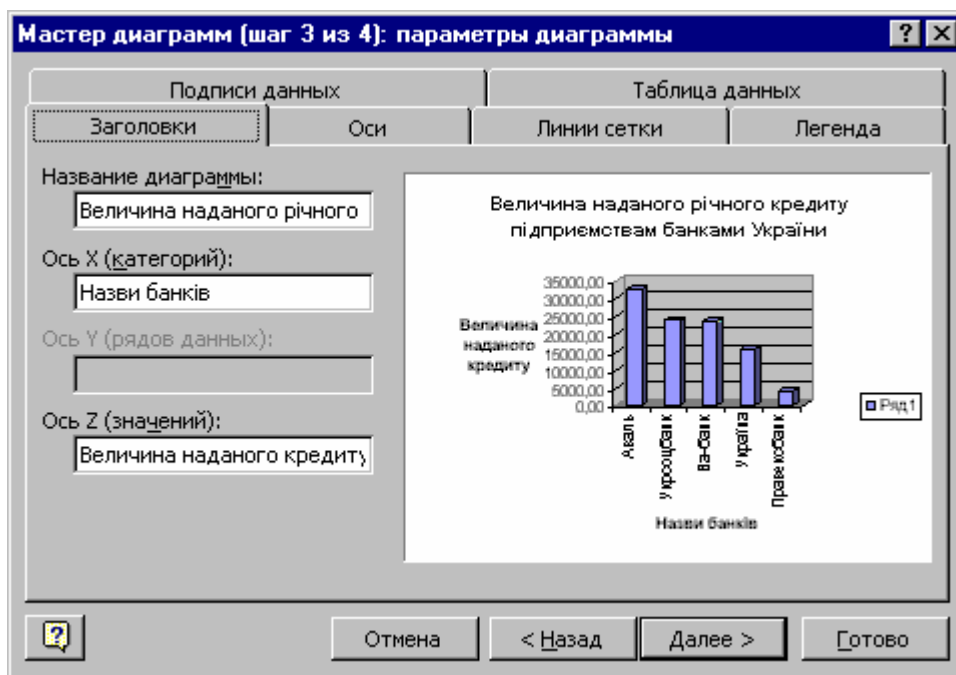 Мастер диаграмм (шаг 3 из 4): параметры диаграммы
Подписи данных
Таблица данных
Заголовки
Оси
Линии сетки
Легенда
Название диаграммы:
Величина наданого річного
Ось X (категорий):
Назви банків
Ось Y (рядов данных):
Ось Z (значений):
Величина наданого кредиту
Величина наданого річного кредиту
підприємствам банками України
35000,00
30000,00
25000,00
20000,00
15000,00
10000,00
5000,00
0,00
Величина
наданого
кредиту
Аваль
Укрсоцбанк
Ва-банк
Україна
Правекобанк
Назви банків
Ряд1
?
Отмена
< Назад
Далее >
Готово